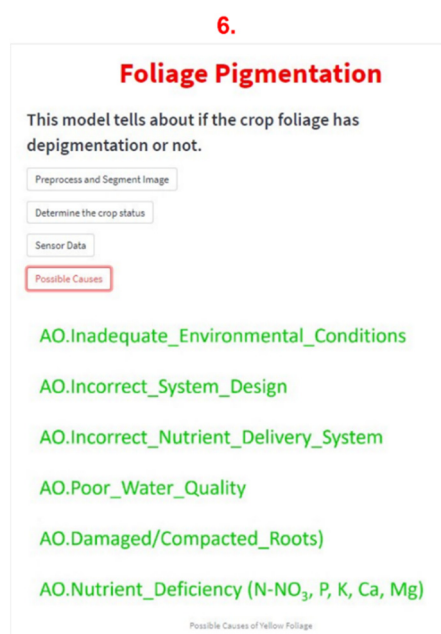 6.
Foliage Pigmentation
This model tells about if the crop foliage has
depigmentation or not.
Preprocess and Segment Image
Determine the crop status
Sensor Data
Possible Causes
AO.Inadequate_Environmental_Conditions
AO.Incorrect_System_Design
AO.Incorrect_Nutrient_Delivery_System
AO.Poor_Water_Quality
AO.Damaged/Compacted_Roots)
AO.Nutrient_Deficiency (N-NO₃, P, K, Ca, Mg)
Possible Causes of Yellow Foliage